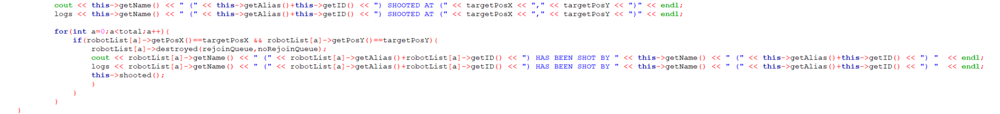 cout << this->getName() << " (" << this->getAlias()+this->getID() << ") SHOOTED AT (" << targetPosX << "," << targetPosY << ")" << endl;
logs << this->getName() << " (" << this->getAlias()+this->getID() << ") SHOOTED AT (" << targetPosX << "," << targetPosY << ")" << endl;
for(int a=0;a<total;a++){
if(robotList[a]->getPosX()==targetPosX && robotList[a]->getPosY()==targetPosY){
robotList[a]->destroyed(rejoinQueue,noRejoinQueue);
cout << robotList[a]->getName() << " (" << robotList[a]->getAlias()+robotList[a]->getID() << ") HAS BEEN SHOT BY " << this->getName() << " (" << this->getAlias()+this->getID() << ") "  << endl;
logs << robotList[a]->getName() << " (" << robotList[a]->getAlias()+robotList[a]->getID() << ") HAS BEEN SHOT BY " << this->getName() << " (" << this->getAlias()+this->getID() << ") "  << endl;
this->shooted();
}
}
}
}